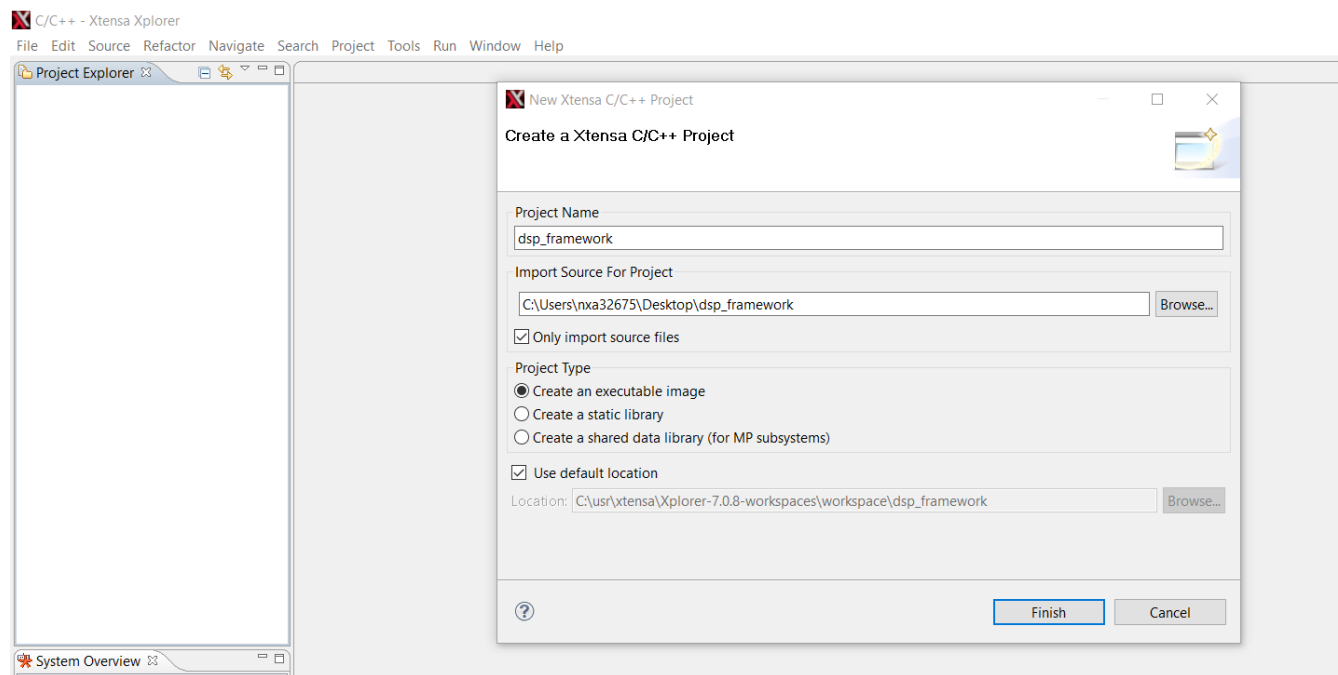 C/C++ - Xtensa Xplorer
File Edit Source Refactor Navigate Search Project Tools Run Window Help
Project Explorer
New Xtensa C/C++ Project
Create a Xtensa C/C++ Project
Project Name
dsp_framework
Import Source For Project
C:\Users\nxa32675\Desktop\dsp_framework Browse...
Only import source files
Project Type
Create an executable image
Create a static library
Create a shared data library (for MP subsystems)
Use default location
Location: C:\usr\xtensa\Xplorer-7.0.8-workspaces\workspace\dsp_framework Browse...
? Finish Cancel
System Overview